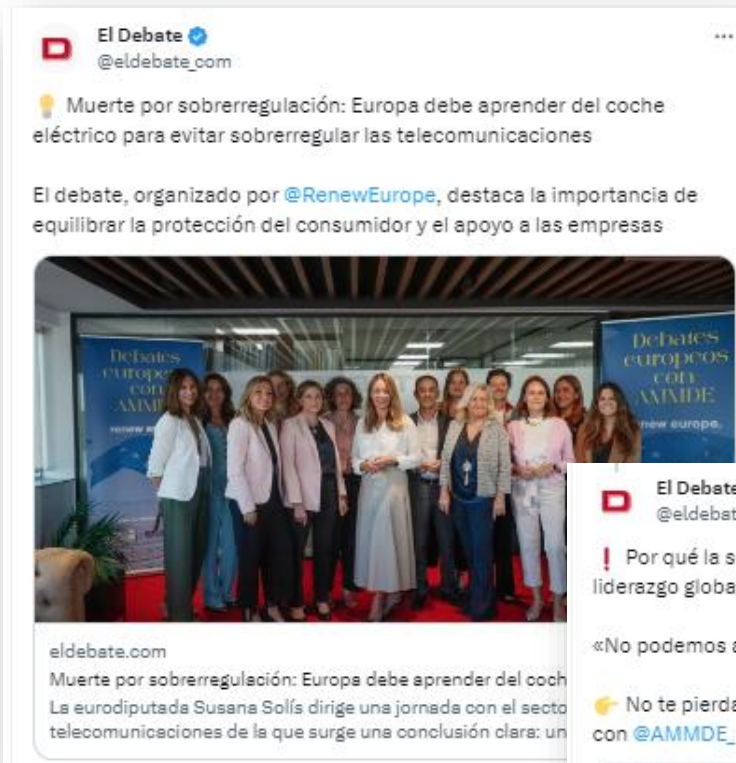 El Debate
@eldebate_com
Muerte por sobrerregulación: Europa debe aprender del coche
eléctrico para evitar sobrerregular las telecomunicaciones
El debate, organizado por @RenewEurope, destaca la importancia de
equilibrar la protección del consumidor y el apoyo a las empresas
Debates
europeos
con
AMMDE
renew
Debates
europeos
con
AMMDE
renew europe.
eldebate.com
Muerte por sobrerregulación: Europa debe aprender del coch
La eurodiputada Susana Solís dirige una jornada con el secto
telecomunicaciones de la que surge una conclusión clara: un
El Debate
@eldebat
Por qué la s
liderazgo globa
«No podemos a
No te pierda
con @AMMDE_